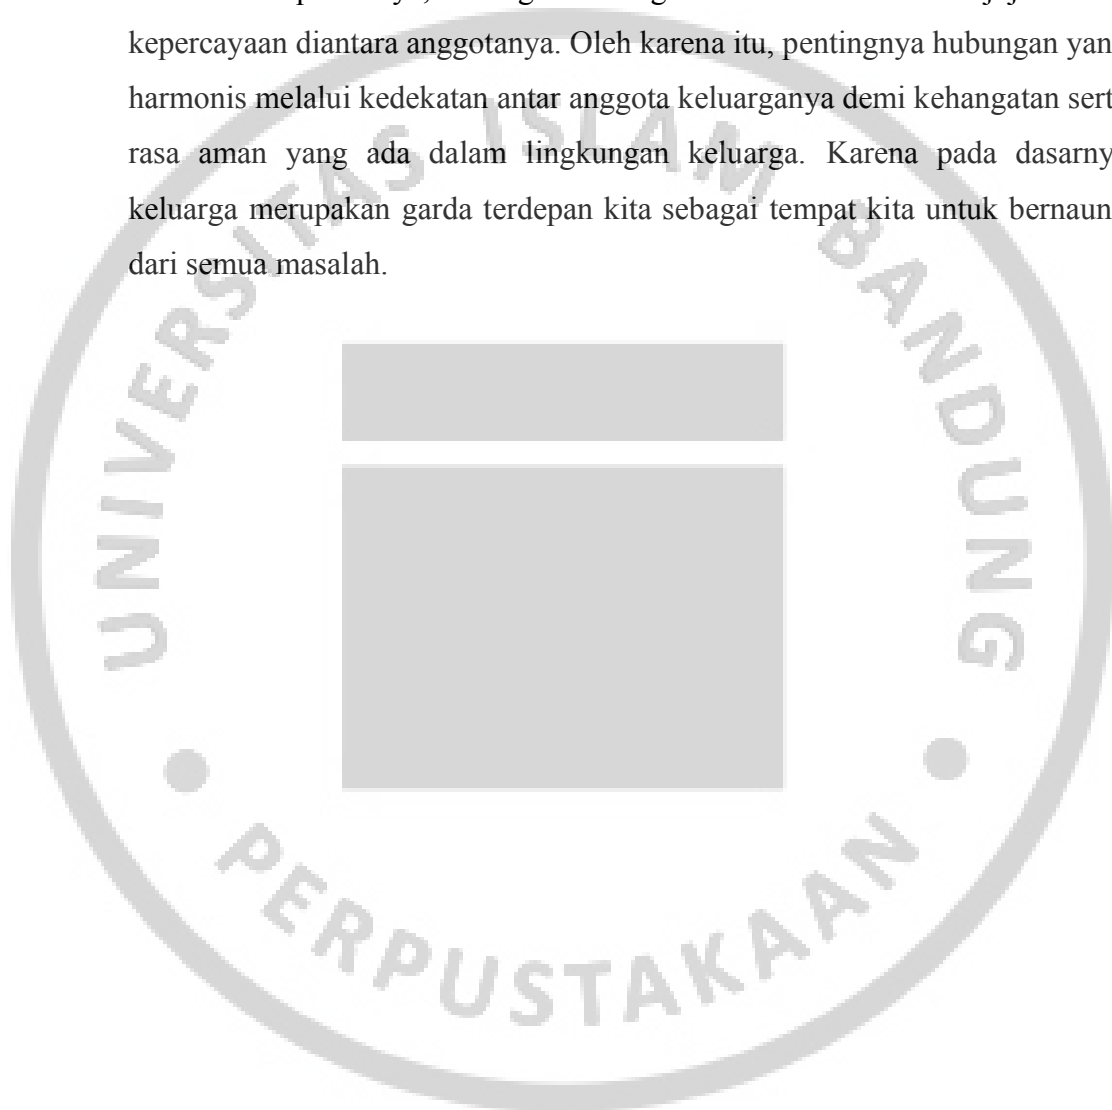 kepercayaan diantara anggotanya. Oleh karena itu, pentingnya hubungan yan
harmonis melalui kedekatan antar anggota keluarganya demi kehangatan sert
rasa aman yang ada dalam lingkungan keluarga. Karena pada dasarny
keluarga merupakan garda terdepan kita sebagai tempat kita untuk bernaun
dari semua masalah.
UNIVERSITAS ISLAM BANDUNG
• PERPUSTAKAAN •